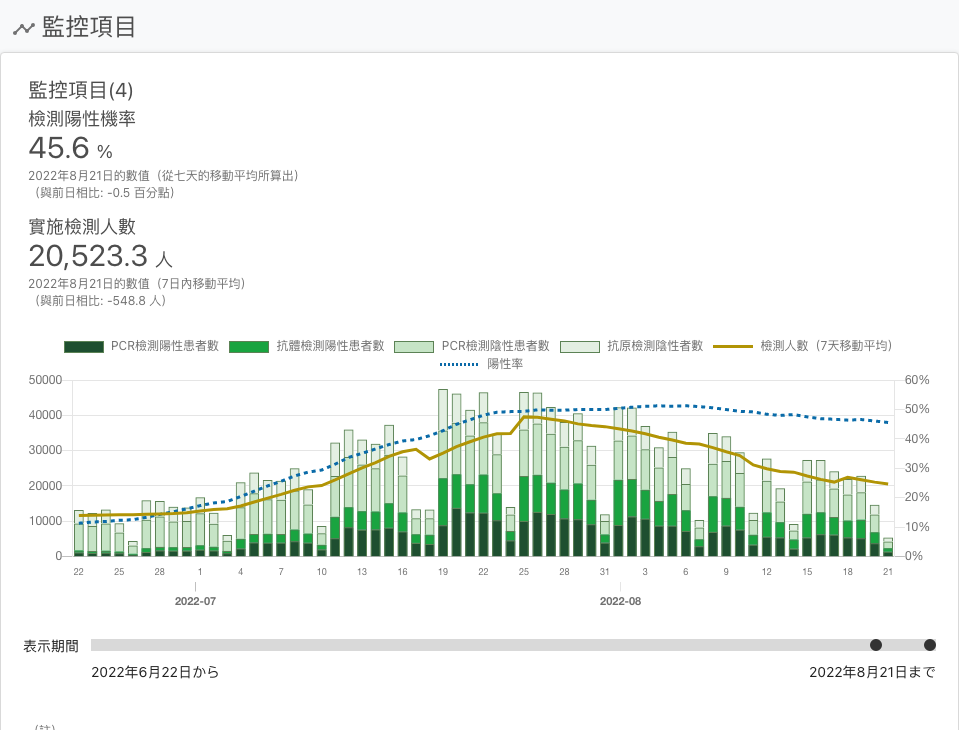 監控項目
監控項目(4)
檢測陽性機率
45.6 %
2022年8月21日的數值（從七天的移動平均所算出）
（與前日相比: -0.5 百分點）
實施檢測人數
20,523.3 人
2022年8月21日的數值（7日內移動平均）
（與前日相比: -548.8 人）
PCR檢測陽性患者數 抗體檢測陽性患者數 PCR檢測陰性患者數 抗原檢測陰性者數 檢測人數（7天移動平均）
陽性率
50000 60%
40000 50%
30000 40%
20000 30%
10000 20%
0 10%
0%
22 25 28 1 4 7 10 13 16 19 22 25 28 31 3 6 9 12 15 18 21
2022-07 2022-08
表示期間
2022年6月22日から 2022年8月21日まで
（註）